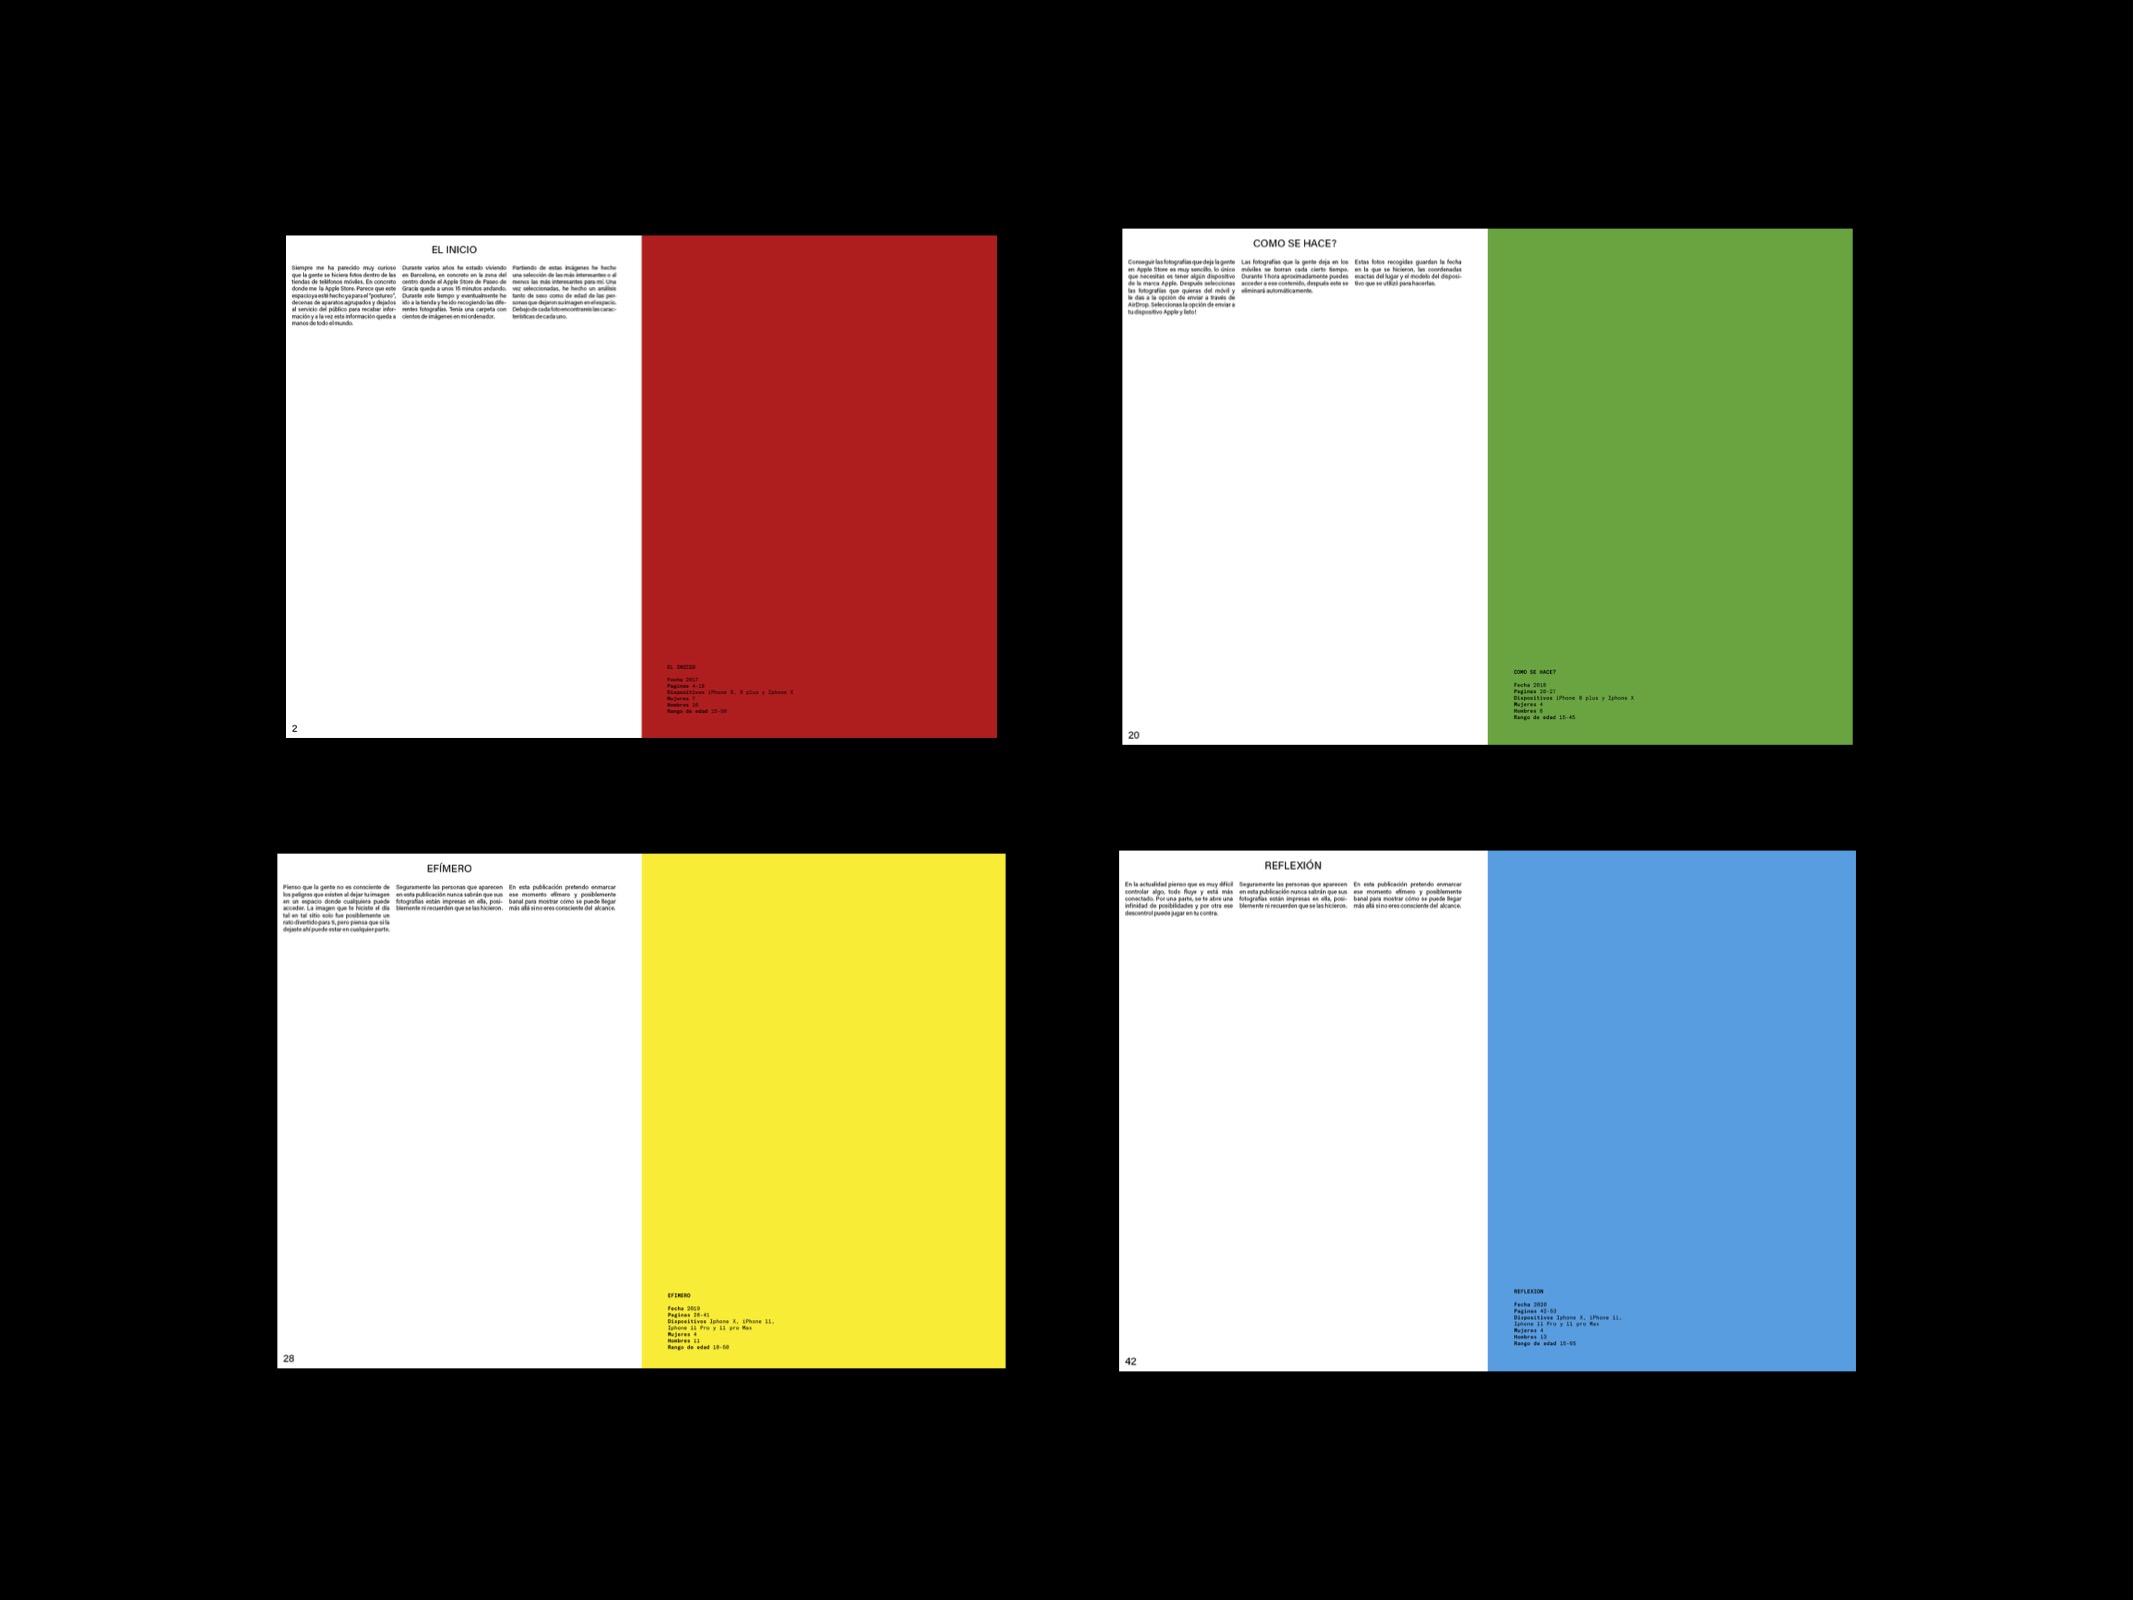 EL INICIO
Siempre me ha parecido muy curioso
que la gente se hiciera fotos dentro de las
tiendas de teléfonos móviles. En concreto
donde me la Apple Store. Parece que este
espacio ya esté hecho ya para el "postureo",
decenas de aparatos agrupados y dejados
al servicio del público para recabar infor-
mación y a la vez esta información queda a
manos de todo el mundo.
Durante varios años he estado viviendo
en Barcelona, en concreto en la zona del
centro donde el Apple Store de Paseo de
Gracia queda a unos 15 minutos andando.
Durante este tiempo y eventualmente he
ido a la tienda y he ido recogiendo las dife-
rentes fotografías. Tenía una carpeta con
cientos de imágenes en mi ordenador.
Partiendo de estas imágenes he hecho
una selección de las más interesantes o al
menos las más interesantes para mí. Una
vez seleccionadas, he hecho un análisis
tanto de sexo como de edad de las per-
sonas que dejaron su imagen en el espacio.
Debajo de cada foto encontrareis las carac-
terísticas de cada uno.
2
EL INICIO
Fecha 2017
Paginas 4-19
Dispositivos iPhone 8, 8 plus y Iphone X
Mujeres 7
Hombres
Rango de edad
COMO SE HACE?
Conseguir las fotografías que deja la gente
en Apple Store es muy sencillo, lo único
que necesitas es tener algún dispositivo
de la marca Apple. Después seleccionas
las fotografías que quieras del móvil y
le das a la opción de enviar a través de
AirDrop. Seleccionas la opción de enviar a
tu dispositivo Apple y listo!
Las fotografías que la gente deja en los
móviles se borran cada cierto tiempo.
Durante 1 hora aproximadamente puedes
acceder a ese contenido, después este se
eliminará automáticamente.
Estas fotos recogidas guardan la fecha
en la que se hicieron, las coordenadas
exactas del lugar y el modelo del disposi-
tivo que se utilizó para hacerlas.
20
COMO SE HACE?
Fecha 2018
Paginas 20-27
Dispositivos iPhone 8 plus y Iphone X
Mujeres 4
Hombres
Rango de edad 15-45
EFÍMERO
Pienso que la gente no es consciente de
los peligros que existen al dejar tu imagen
en un espacio donde cualquiera puede
acceder. La imagen que te hiciste el día
tal en tal sitio solo fue posiblemente un
rato divertido para ti, pero piensa que si la
dejaste ahí puede estar en cualquier parte.
Seguramente las personas que aparecen
en esta publicación nunca sabrán que sus
fotografías están impresas en ella, posi-
blemente ni recuerden que se las hicieron.
En esta publicación pretendo enmarcar
ese momento efímero y posiblemente
banal para mostrar cómo se puede llegar
más allá si no eres consciente del alcance.
28
EFIMERO
Fecha 2019
Paginas 28-41
Dispositivos Iphone X, iPhone 11,
Iphone 11 Pro y 11 pro Max
Mujeres 4
Hombres 11
Rango de edad 10-50
REFLEXIÓN
En la actualidad pienso que es muy difícil
controlar algo, todo fluye y está más
conectado. Por una parte, se te abre una
infinidad de posibilidades y por otra ese
descontrol puede jugar en tu contra.
Seguramente las personas que aparecen
en esta publicación nunca sabrán que sus
fotografías están impresas en ella, posi-
blemente ni recuerden que se las hicieron.
En esta publicación pretendo enmarcar
ese momento efímero y posiblemente
banal para mostrar cómo se puede llegar
más allá si no eres consciente del alcance.
42
REFLEXION
Fecha 2020
Paginas 42-53
Dispositivos Iphone X, iPhone 11,
Iphone 11 Pro y 11 pro Max
Mujeres 4
Hombres 13
Rango de edad